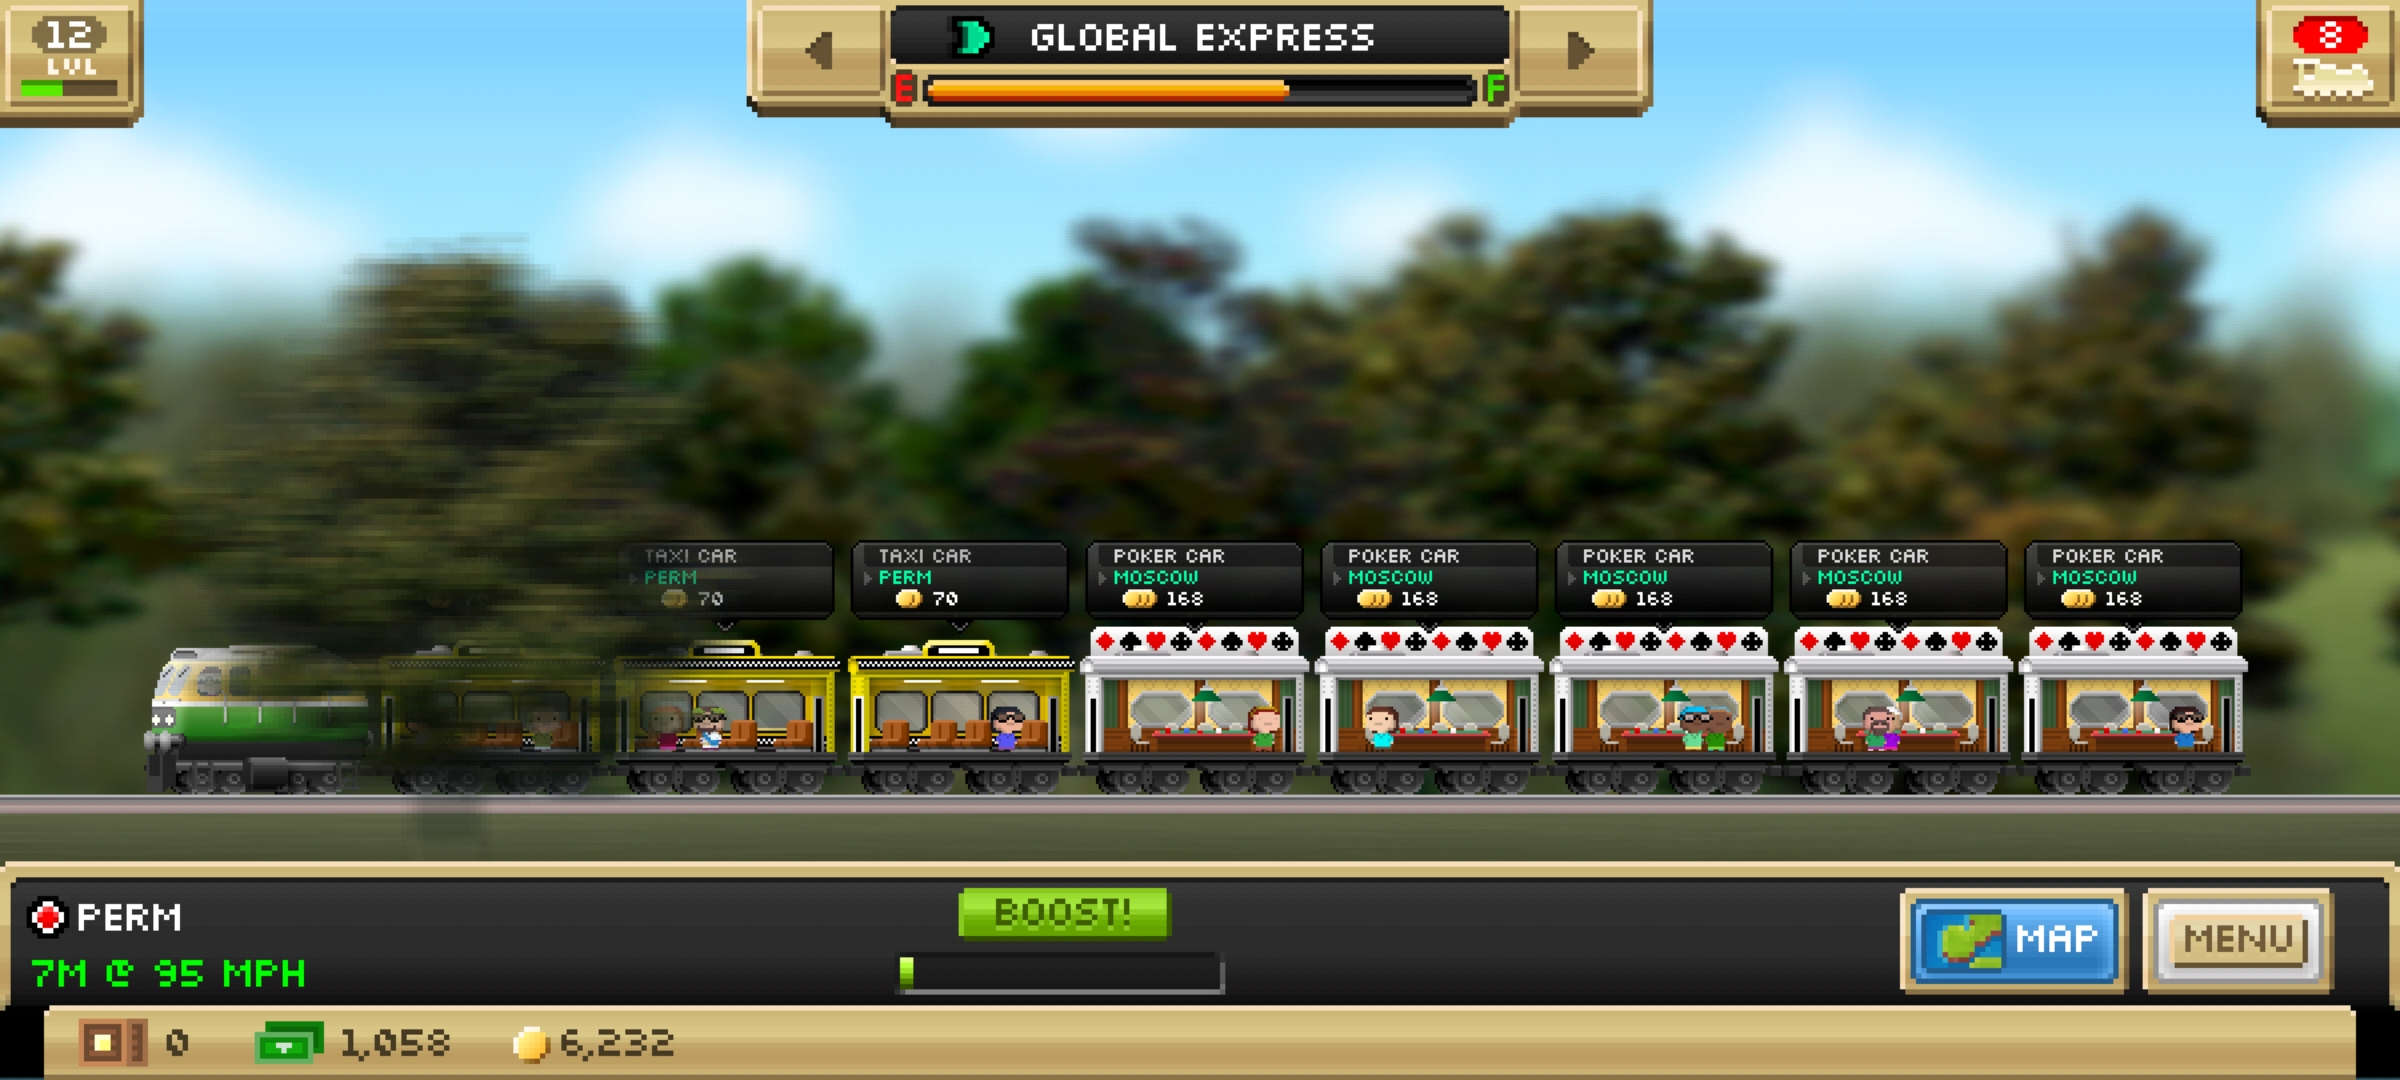 12
LVL
GLOBAL EXPRESS
E F
8
TAXI CAR
PERM
70
TAXI CAR
PERM
70
POKER CAR
MOSCOW
168
POKER CAR
MOSCOW
168
POKER CAR
MOSCOW
168
POKER CAR
MOSCOW
168
POKER CAR
MOSCOW
168
PERM
7M @ 95 MPH
BOOST!
MAP
MENU
0
1,058
6,232